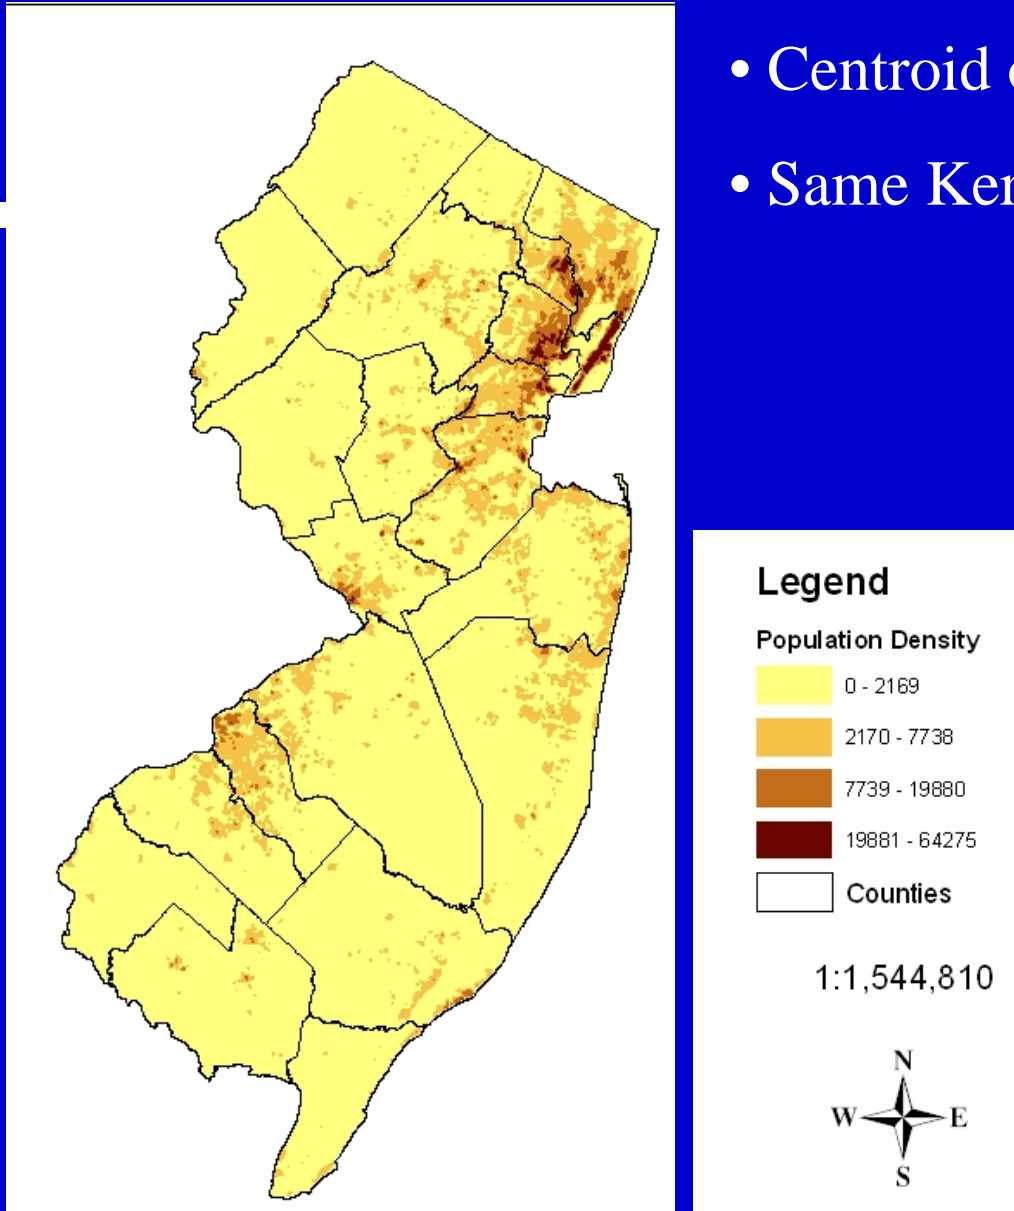 • Centroid
• Same Ker
Legend
Population Density
0 - 2169
2170 - 7738
7739 - 19880
19881 - 64275
Counties
1:1,544,810
N
W E
S